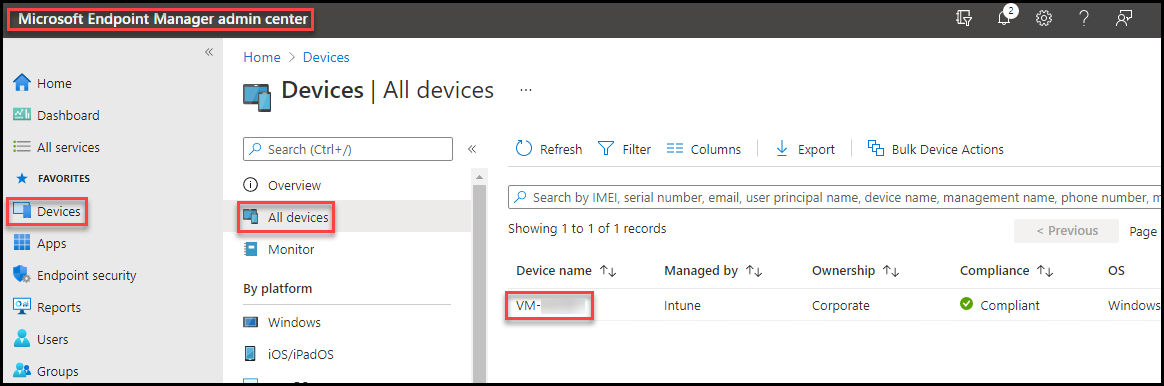 Microsoft Endpoint Manager admin center
2
«
Home
Dashboard
All services
FAVORITES
Devices
Apps
Endpoint security
Reports
Users
Groups
Home > Devices
Devices | All devices ...
Search (Ctrl+/) «
Overview
All devices
Monitor
By platform
Windows
iOS/iPadOS
Refresh Filter Columns Export Bulk Device Actions
Search by IMEI, serial number, email, user principal name, device name, management name, phone number, m
Showing 1 to 1 of 1 records
< Previous Page
Device name ↑↓ Managed by ↑↓ Ownership ↑↓ Compliance ↑↓ OS
VM- Intune Corporate Compliant Windows